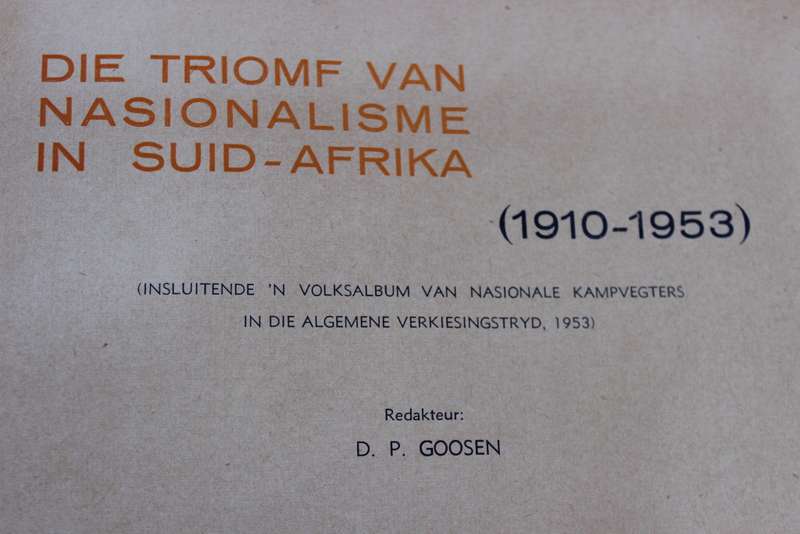 DIE TRIOMF VAN
NASIONALISME
IN SUID-AFRIKA
(1910-1953)
(INSLUITENDE 'N VOLKSALBUM VAN NASIONALE KAMPVEGTERS
IN DIE ALGEMENE VERKIESINGSTRYD, 1953)
Redakteur:
D. P. GOOSEN